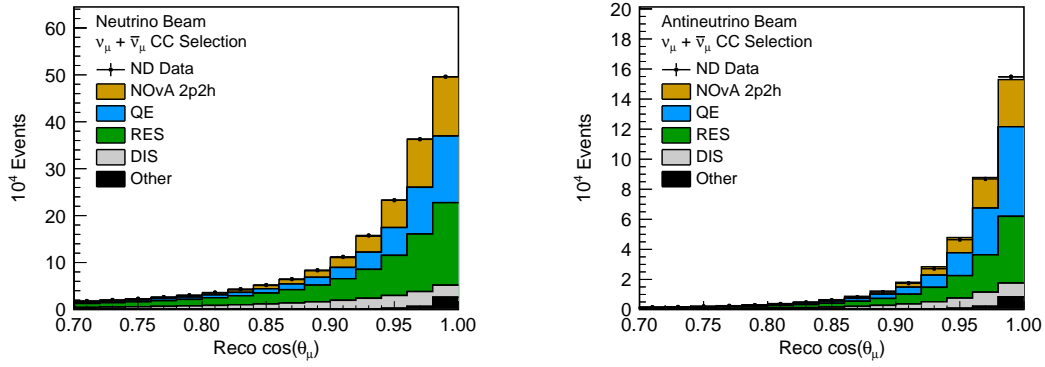 Neutrino Beam
νμ + ν̅μ CC Selection
ND Data
NOvA 2p2h
QE
RES
DIS
Other
10⁴ Events
60
50
40
30
20
10
0
0.70 0.75 0.80 0.85 0.90 0.95 1.00
Reco cos(θμ)
Antineutrino Beam
νμ + ν̅μ CC Selection
ND Data
NOvA 2p2h
QE
RES
DIS
Other
10⁴ Events
20
18
16
14
12
10
8
6
4
2
0
0.70 0.75 0.80 0.85 0.90 0.95 1.00
Reco cos(θμ)